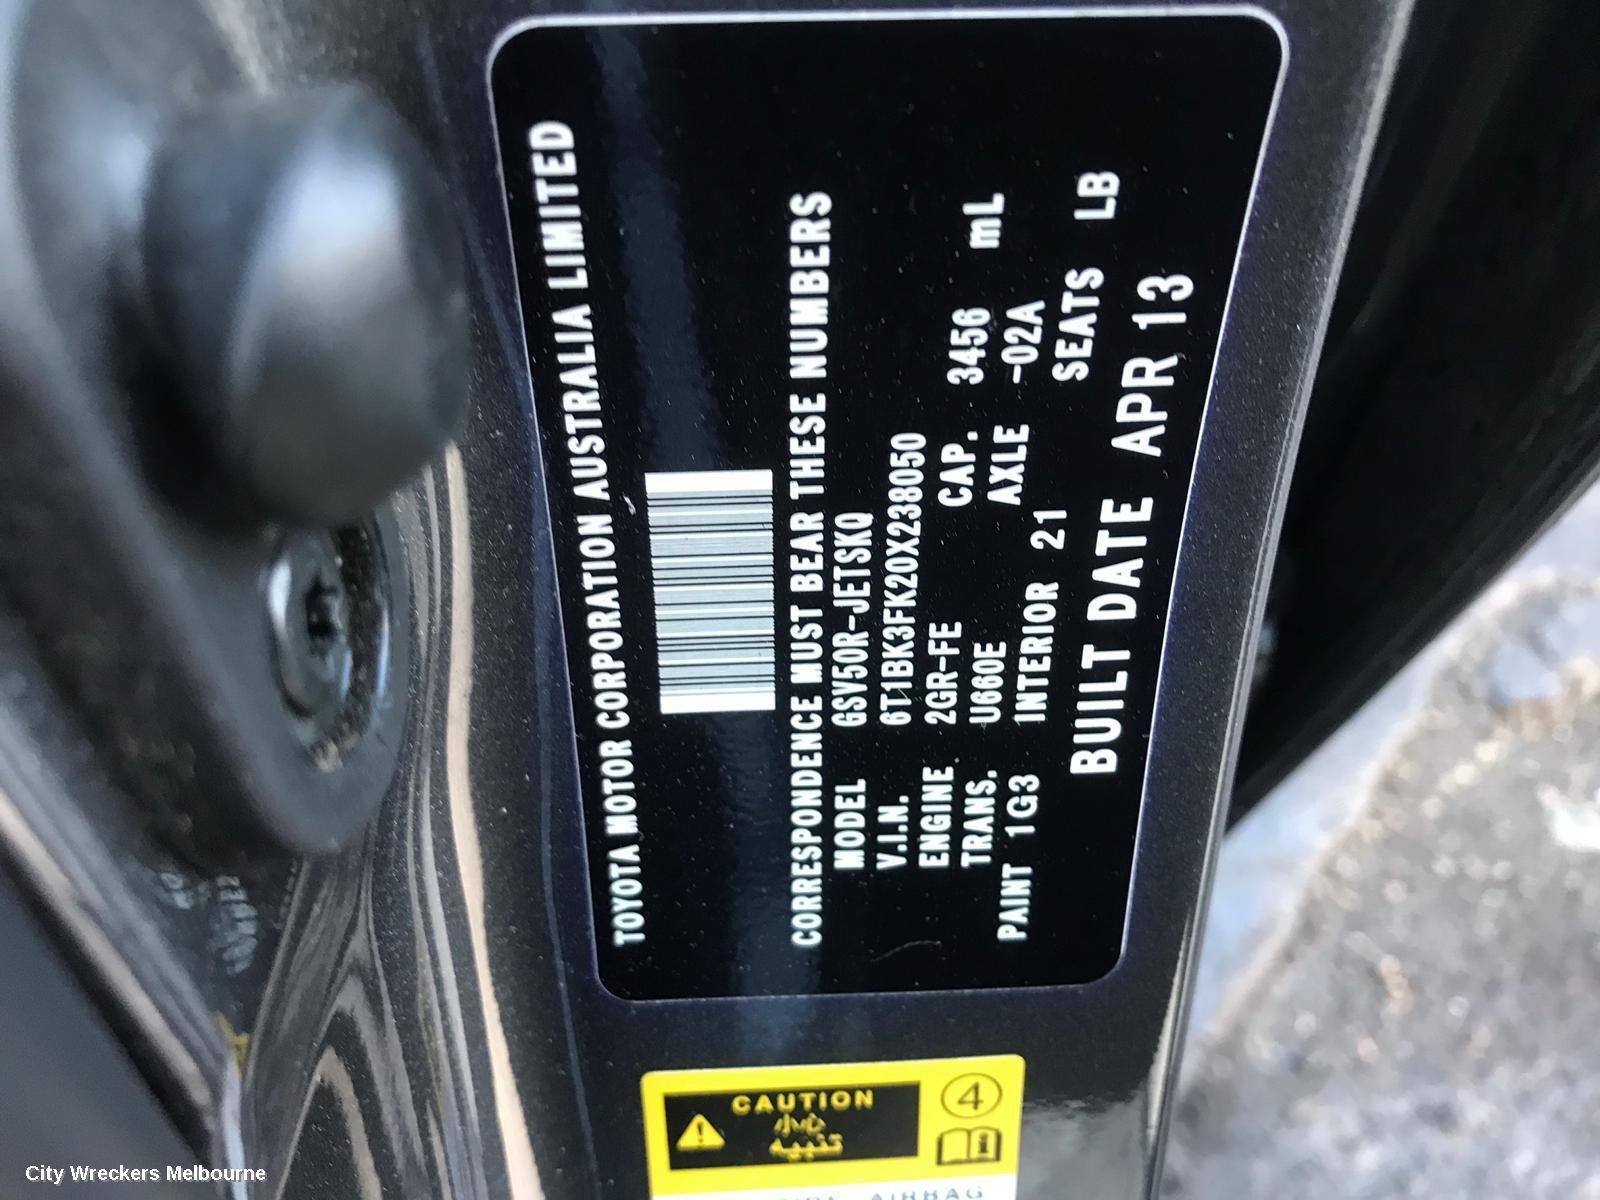 TOYOTA MOTOR CORPORATION AUSTRALIA LIMITED
CORRESPONDENCE MUST BEAR THESE NUMBERS
MODEL GSV50R-JETSKQ
V.I.N. 6T1BK3FK20X238050
ENGINE 2GR-FE CAP. 3456 mL
TRANS. U660E AXLE -02A
PAINT 1G3 INTERIOR 21 SEATS LB
BUILT DATE APR 13
CAUTION
4
AIRBAG
City Wreckers Melbourne